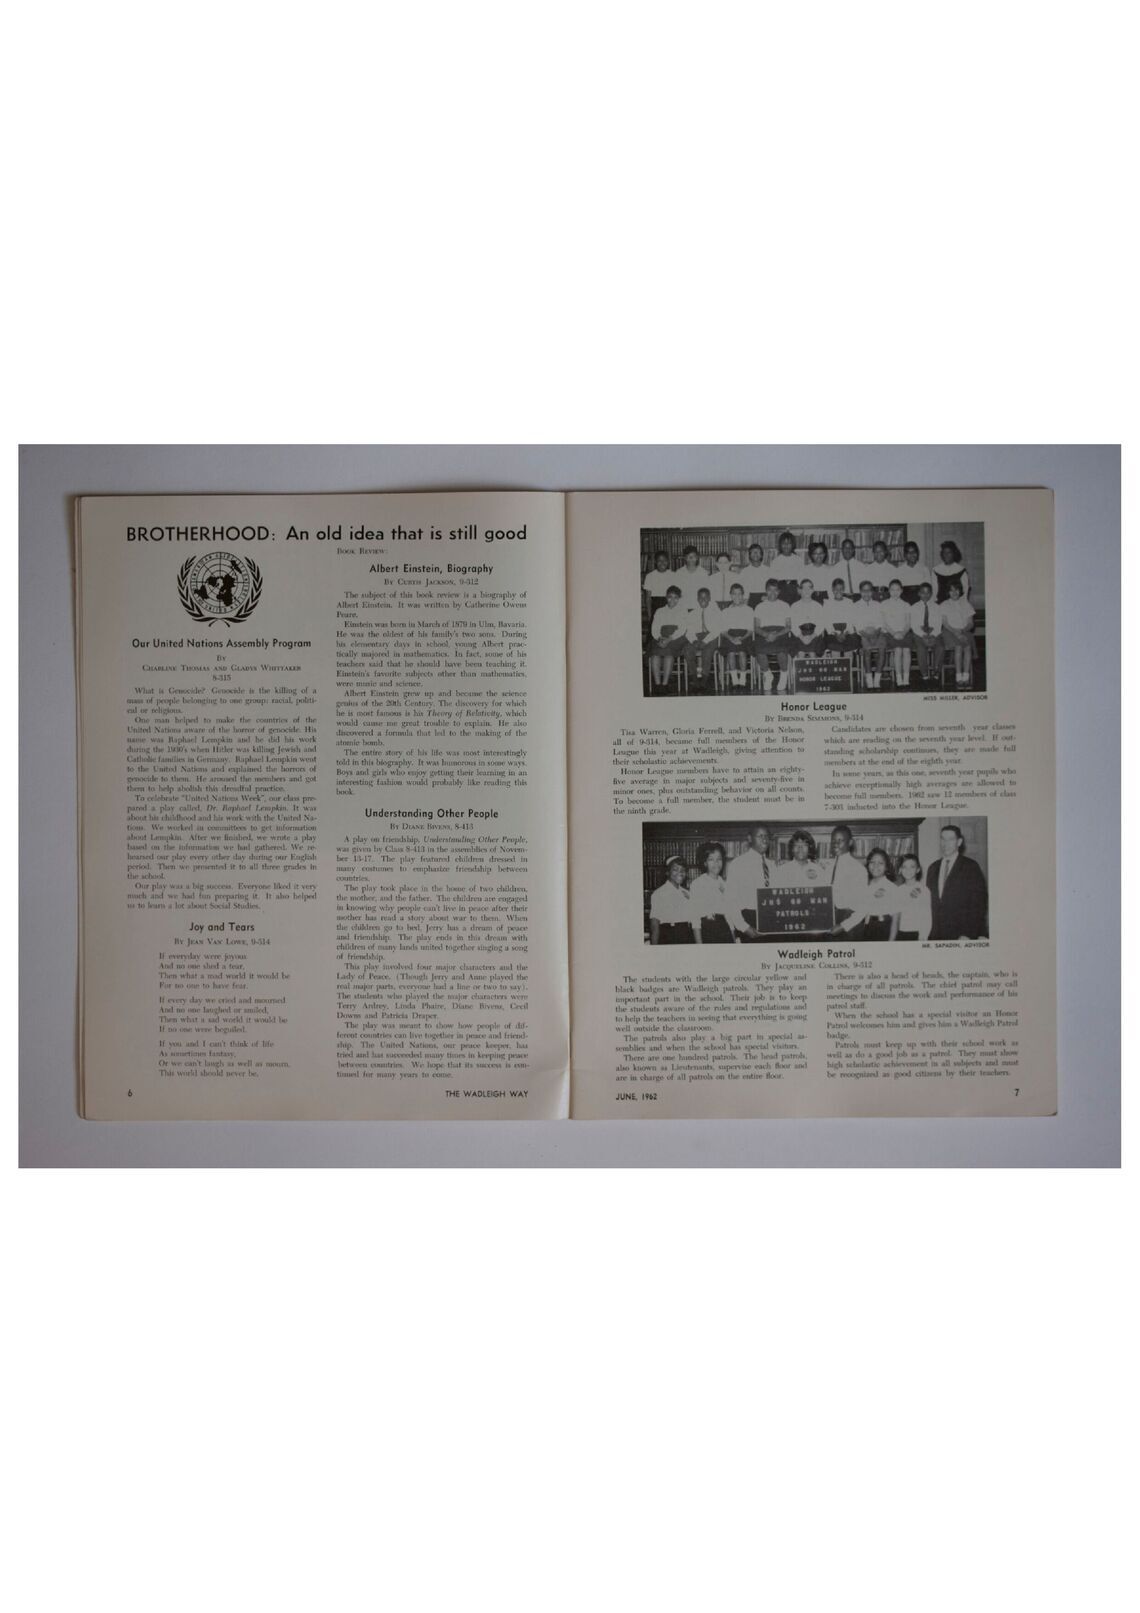 BROTHERHOOD: An old idea that is still good
Our United Nations Assembly Program
By
Charline Thomas and Gladys Whittaker
8-315
What is Genocide? Genocide is the killing of a
mass of people belonging to one group: racial, politi-
cal or religious.
One man helped to make the countries of the
United Nations aware of the horror of genocide. His
name was Raphael Lempkin and he did his work
during the 1930's when Hitler was killing Jewish and
Catholic families in Germany. Raphael Lempkin went
to the United Nations and explained the horrors of
genocide to them. He aroused the members and got
them to help abolish this dreadful practice.
To celebrate "United Nations Week", our class pre-
pared a play called, Dr. Raphael Lempkin. It was
about his childhood and his work with the United Na-
tions. We worked in committees to get information
about Lempkin. After we finished, we wrote a play
based on the information we had gathered. We re-
hearsed our play every other day during our English
period. Then we presented it to all three grades in
the school.
Our play was a big success. Everyone liked it very
much and we had fun preparing it. It also helped
us to learn a lot about Social Studies.
Joy and Tears
By Jean Van Lowe, 9-314
If everyday were joyous
And no one shed a tear,
Then what a mad world it would be
For no one to have fear.
If every day we cried and mourned
And no one laughed or smiled,
Then what a sad world it would be
If no one were beguiled.
If you and I can't think of life
As sometimes fantasy,
Or we can't laugh as well as mourn,
This world should never be.
Book Review:
Albert Einstein, Biography
By Curtis Jackson, 9-312
The subject of this book review is a biography of
Albert Einstein. It was written by Catherine Owens
Peare.
Einstein was born in March of 1879 in Ulm, Bavaria.
He was the oldest of his family's two sons. During
his elementary days in school, young Albert prac-
tically majored in mathematics. In fact, some of his
teachers said that he should have been teaching it.
Einstein's favorite subjects other than mathematics,
were music and science.
Albert Einstein grew up and became the science
genius of the 20th Century. The discovery for which
he is most famous is his Theory of Relativity, which
would cause me great trouble to explain. He also
discovered a formula that led to the making of the
atomic bomb.
The entire story of his life was most interestingly
told in this biography. It was humorous in some ways.
Boys and girls who enjoy getting their learning in an
interesting fashion would probably like reading this
book.
Understanding Other People
By Diane Bivens, 8-413
A play on friendship, Understanding Other People,
was given by Class 8-413 in the assemblies of Novem-
ber 13-17. The play featured children dressed in
many costumes to emphasize friendship between
countries.
The play took place in the home of two children,
the mother, and the father. The children are engaged
in knowing why people can't live in peace after their
mother has read a story about war to them. When
the children go to bed, Jerry has a dream of peace
and friendship. The play ends in this dream with
children of many lands united together singing a song
of friendship.
This play involved four major characters and the
Lady of Peace. (Though Jerry and Anne played the
real major parts, everyone had a line or two to say).
The students who played the major characters were
Terry Ardrey, Linda Phaire, Diane Bivens, Cecil
Downs and Patricia Draper.
The play was meant to show how people of dif-
ferent countries can live together in peace and friend-
ship. The United Nations, our peace keeper, has
tried and has succeeded many times in keeping peace
between countries. We hope that its success is con-
tinued for many years to come.
6
THE WADLEIGH WAY
WADLEIGH
JHS 88 MAN
HONOR LEAGUE
1962
MISS MILLER, ADVISOR
Honor League
By Brenda Simmons, 9-314
Tisa Warren, Gloria Ferrell, and Victoria Nelson,
all of 9-314, became full members of the Honor
League this year at Wadleigh, giving attention to
their scholastic achievements.
Honor League members have to attain an eighty-
five average in major subjects and seventy-five in
minor ones, plus outstanding behavior on all counts.
To become a full member, the student must be in
the ninth grade.
Candidates are chosen from seventh year classes
which are reading on the seventh year level. If out-
standing scholarship continues, they are made full
members at the end of the eighth year.
In some years, as this one, seventh year pupils who
achieve exceptionally high averages are allowed to
become full members. 1962 saw 12 members of class
7-303 inducted into the Honor League.
WADLEIGH
JHS 88 MAN
PATROLS
1962
MR. SAPADIN, ADVISOR
Wadleigh Patrol
By Jacqueline Collins, 9-312
The students with the large circular yellow and
black badges are Wadleigh patrols. They play an
important part in the school. Their job is to keep
the students aware of the rules and regulations and
to help the teachers in seeing that everything is going
well outside the classroom.
The patrols also play a big part in special as-
semblies and when the school has special visitors.
There are one hundred patrols. The head patrols,
also known as Lieutenants, supervise each floor and
are in charge of all patrols on the entire floor.
There is also a head of heads, the captain, who is
in charge of all patrols. The chief patrol may call
meetings to discuss the work and performance of his
patrol staff.
When the school has a special visitor an Honor
Patrol welcomes him and gives him a Wadleigh Patrol
badge.
Patrols must keep up with their school work as
well as do a good job as a patrol. They must show
high scholastic achievement in all subjects and must
be recognized as good citizens by their teachers.
JUNE, 1962
7